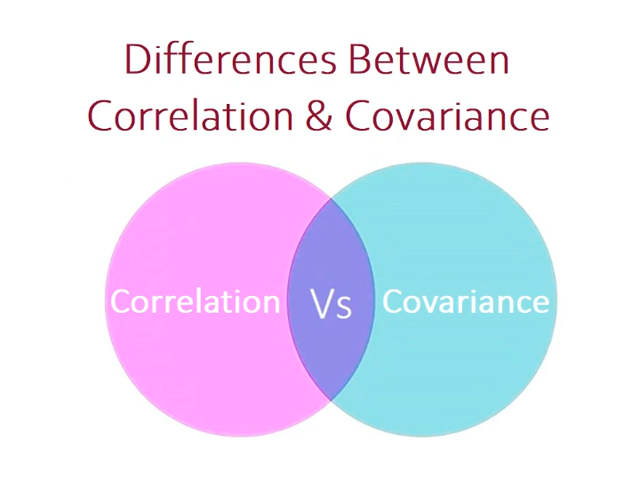 Differences Between
Correlation & Covariance
Correlation Vs Covariance